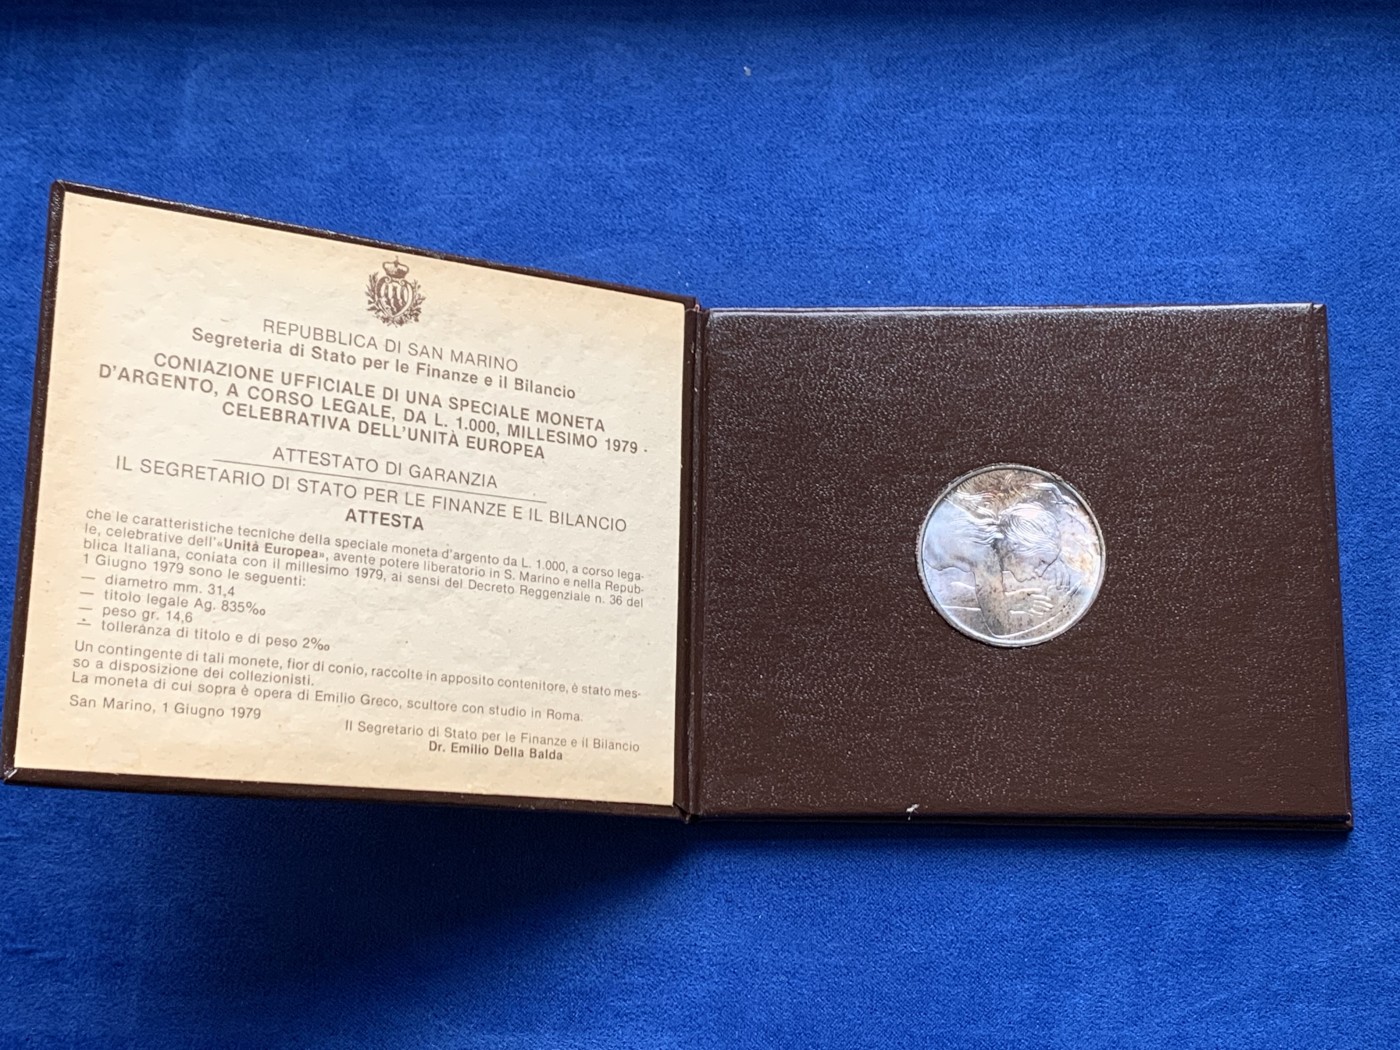 REPUBBLICA DI SAN MARINO
Segreteria di Stato per le Finanze e il Bilancio
CONIAZIONE UFFICIALE DI UNA SPECIALE MONETA
D'ARGENTO, A CORSO LEGALE, DA L. 1.000, MILLESIMO 1979 -
CELEBRATIVA DELL'UNITÀ EUROPEA
ATTESTATO DI GARANZIA
IL SEGRETARIO DI STATO PER LE FINANZE E IL BILANCIO
ATTESTA
che le caratteristiche tecniche della speciale moneta d'argento da L. 1.000, a corso lega-
le, celebrative dell'«Unità Europea», avente potere liberatorio in S. Marino e nella Repub-
blica Italiana, coniata con il millesimo 1979, ai sensi del Decreto Reggenziale n. 36 del
1 Giugno 1979 sono le seguenti:
— diametro mm. 31,4
— titolo legale Ag. 835‰
— peso gr. 14,6
— tolleranza di titolo e di peso 2‰
Un contingente di tali monete, fior di conio, raccolte in apposito contenitore, è stato mes-
so a disposizione dei collezionisti.
La moneta di cui sopra è opera di Emilio Greco, scultore con studio in Roma.
San Marino, 1 Giugno 1979
Il Segretario di Stato per le Finanze e il Bilancio
Dr. Emilio Della Balda